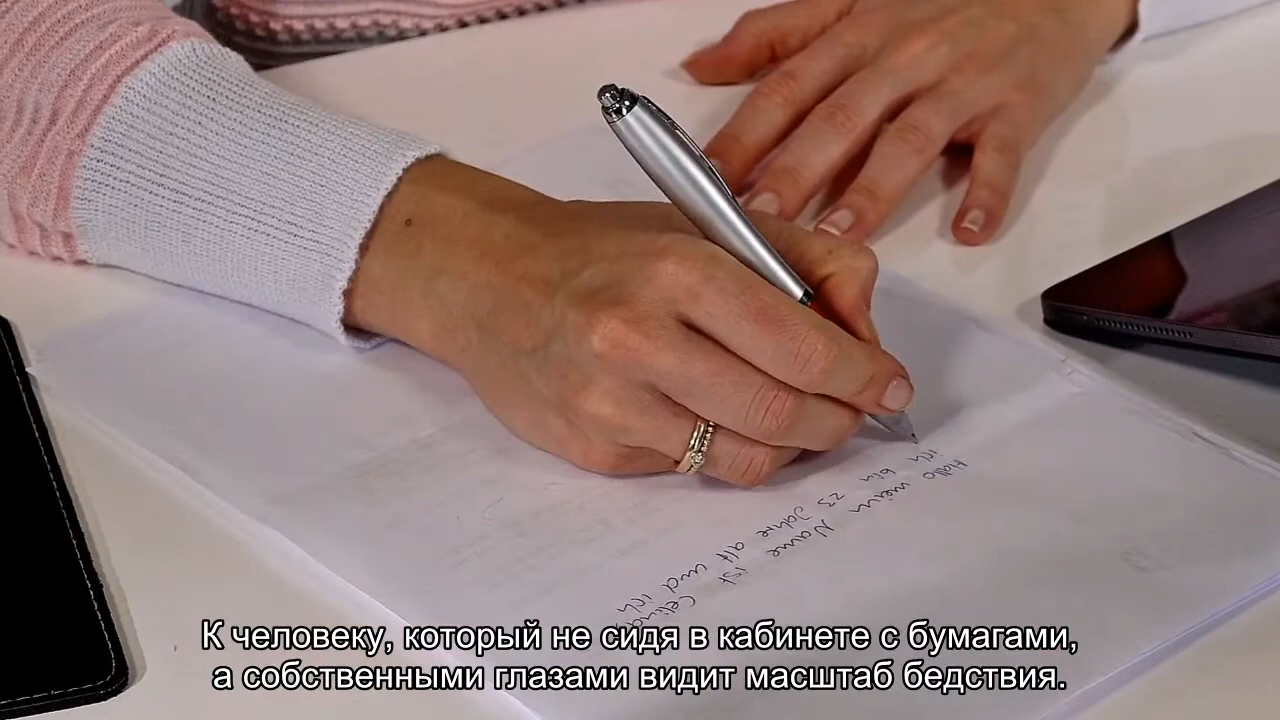 Hallo mein Name ist Celina
ich bin 23 Jahre alt und ich
К человеку, который не сидя в кабинете с бумагами,
а собственными глазами видит масштаб бедствия.